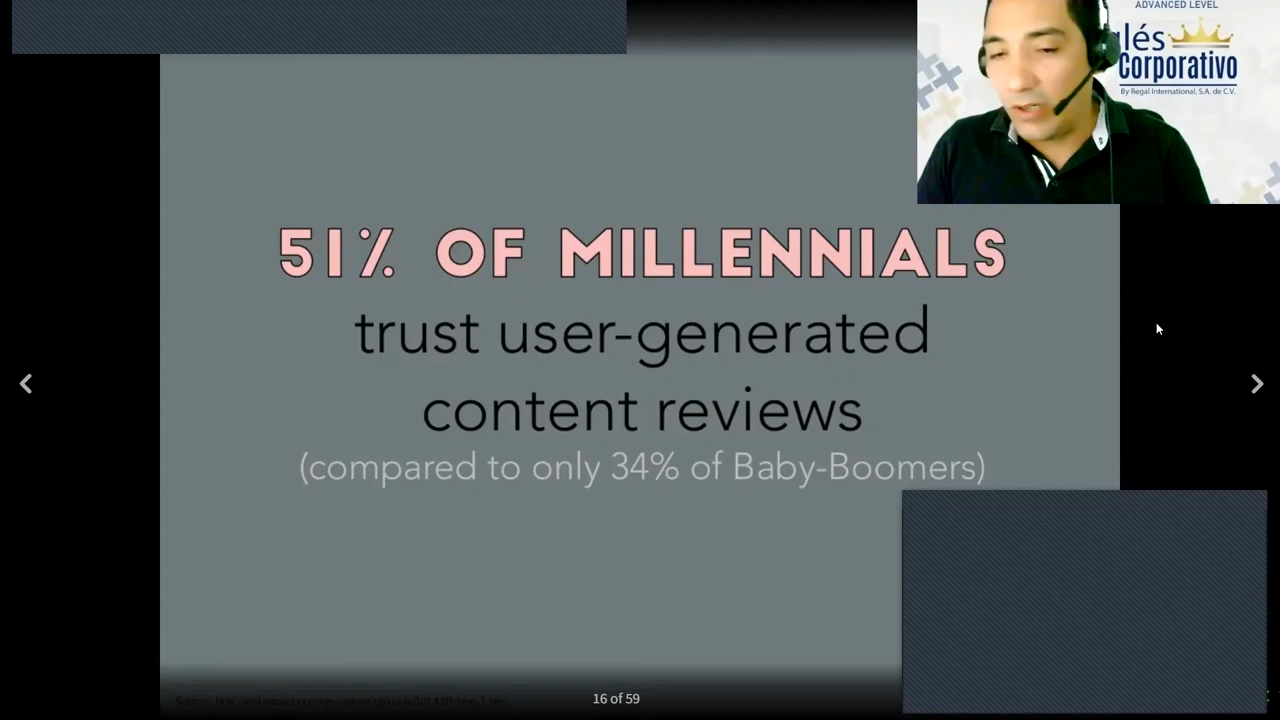 ADVANCED LEVEL
lés
Corporativo
By Regal International, S.A. de C.V.
51% OF MILLENNIALS
trust user-generated
content reviews
(compared to only 34% of Baby-Boomers)
16 of 59